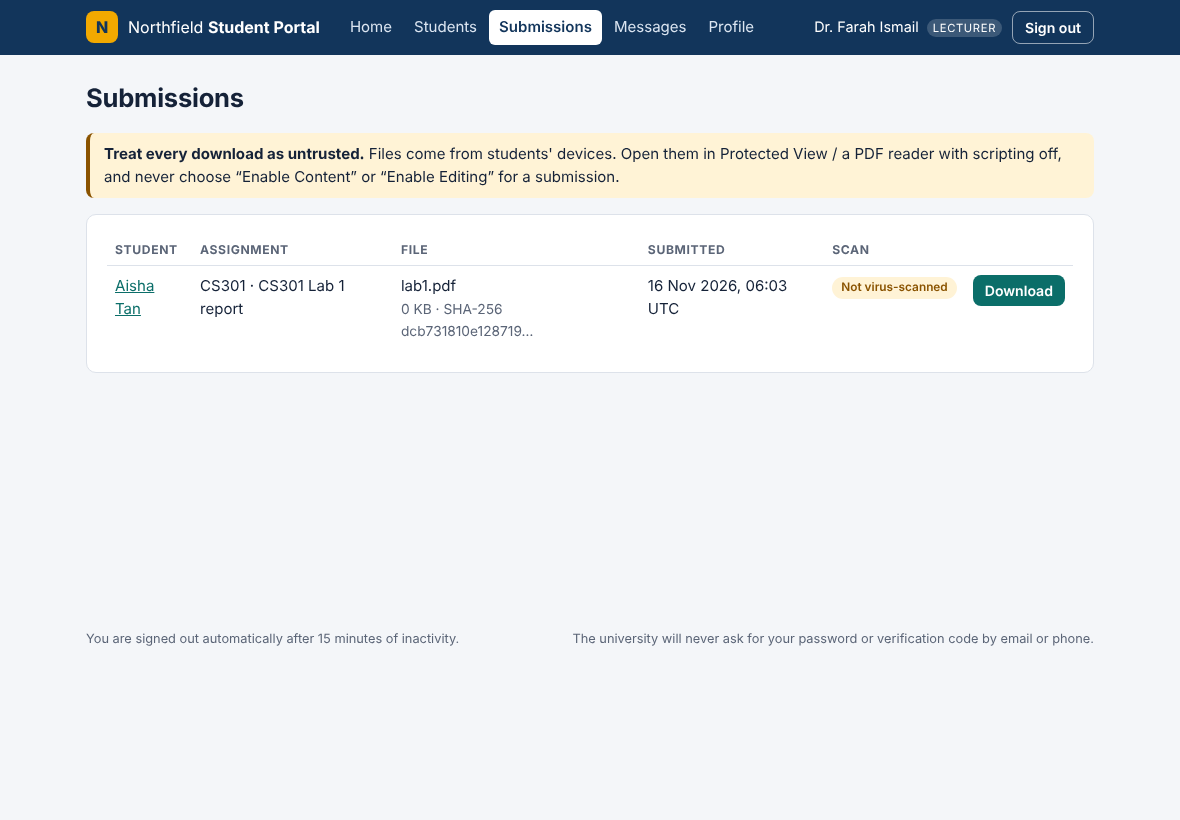 N Northfield Student Portal Home Students Submissions Messages Profile Dr. Farah Ismail LECTURER Sign out
Submissions
Treat every download as untrusted. Files come from students' devices. Open them in Protected View / a PDF reader with scripting off,
and never choose “Enable Content” or “Enable Editing” for a submission.
STUDENT ASSIGNMENT FILE SUBMITTED SCAN
Aisha CS301 · CS301 Lab 1 lab1.pdf 16 Nov 2026, 06:03 Not virus-scanned Download
Tan report 0 KB · SHA-256 UTC
dcb731810e128719…
You are signed out automatically after 15 minutes of inactivity. The university will never ask for your password or verification code by email or phone.